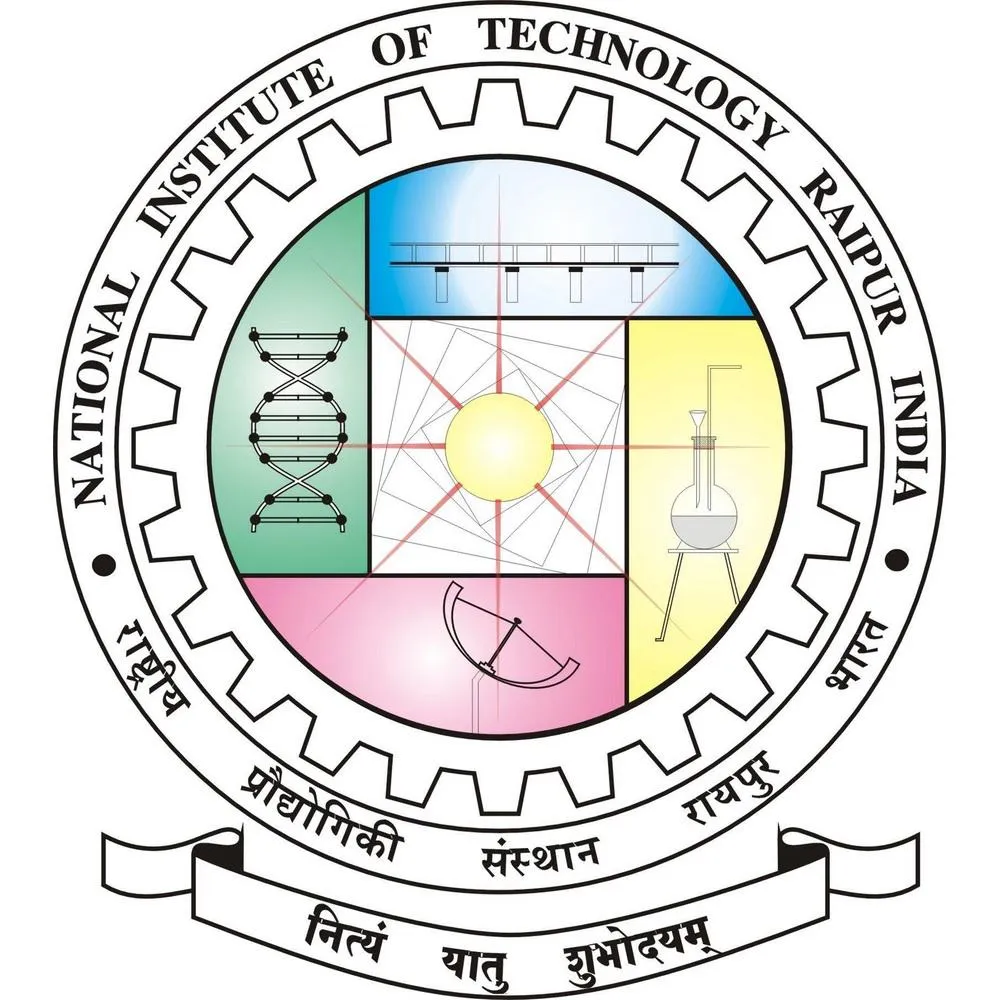 NATIONAL INSTITUTE OF TECHNOLOGY RAIPUR INDIA
राष्ट्रीय प्रौद्योगिकी संस्थान रायपुर भारत
नित्यं यातु शुभोदयम्